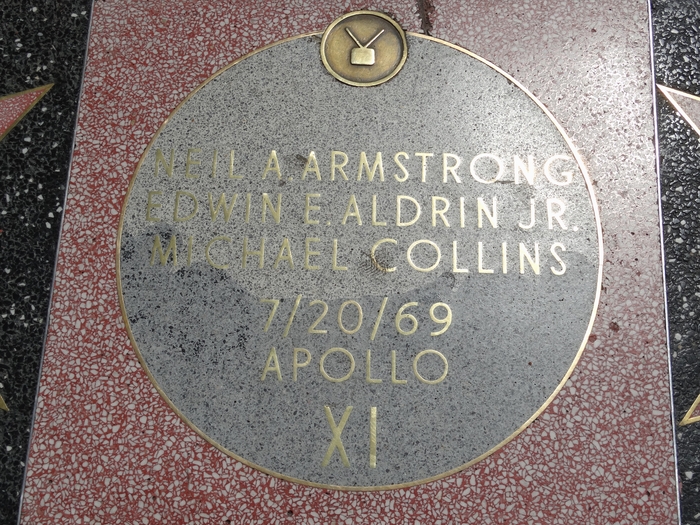 NEIL A. ARMSTRONG
EDWIN E. ALDRIN JR.
MICHAEL COLLINS
7/20/69
APOLLO
XI